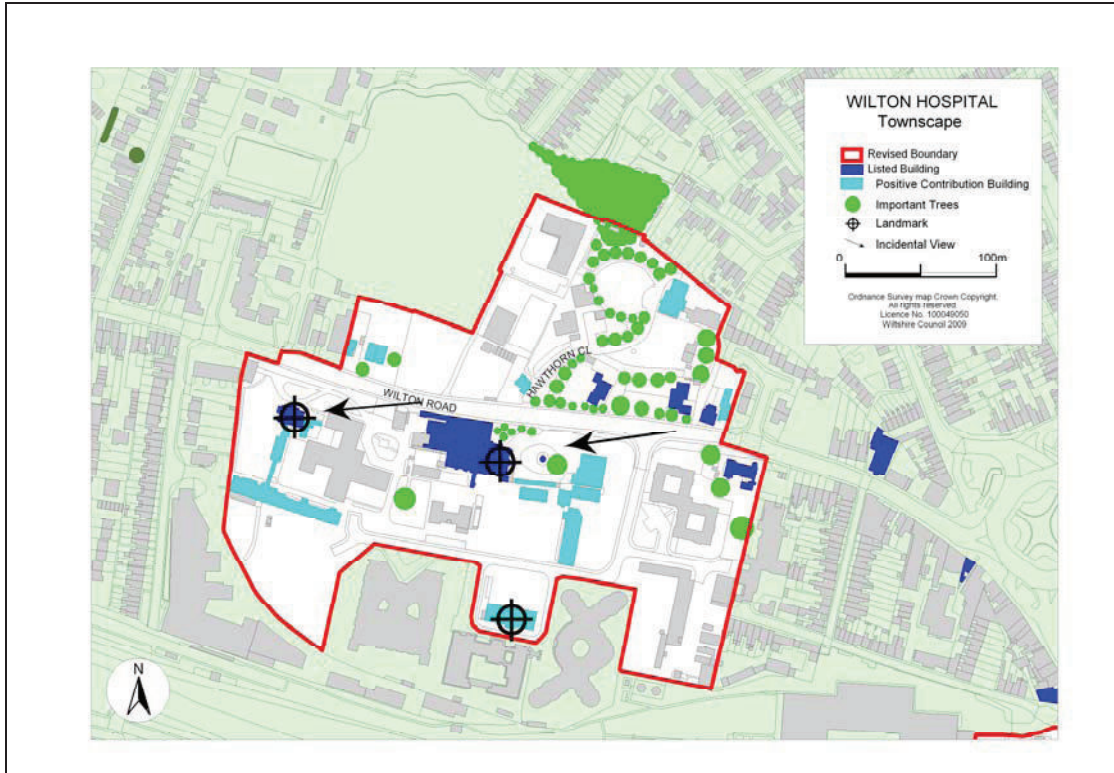 WILTON HOSPITAL
Townscape
Revised Boundary
Listed Building
Positive Contribution Building
Important Trees
Landmark
Incidental View
0 100m
Ordnance Survey map Crown Copyright.
All rights reserved
Licence No. 100049050
Wiltshire Council 2009
HAWTHORN CL
WILTON ROAD
N